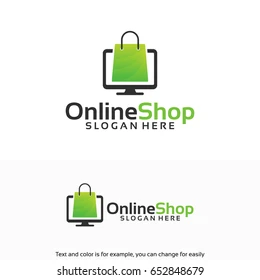 OnlineShop
SLOGAN HERE
OnlineShop
SLOGAN HERE
Text and color is for example, you can change for easily
shutterstock.com · 652848679